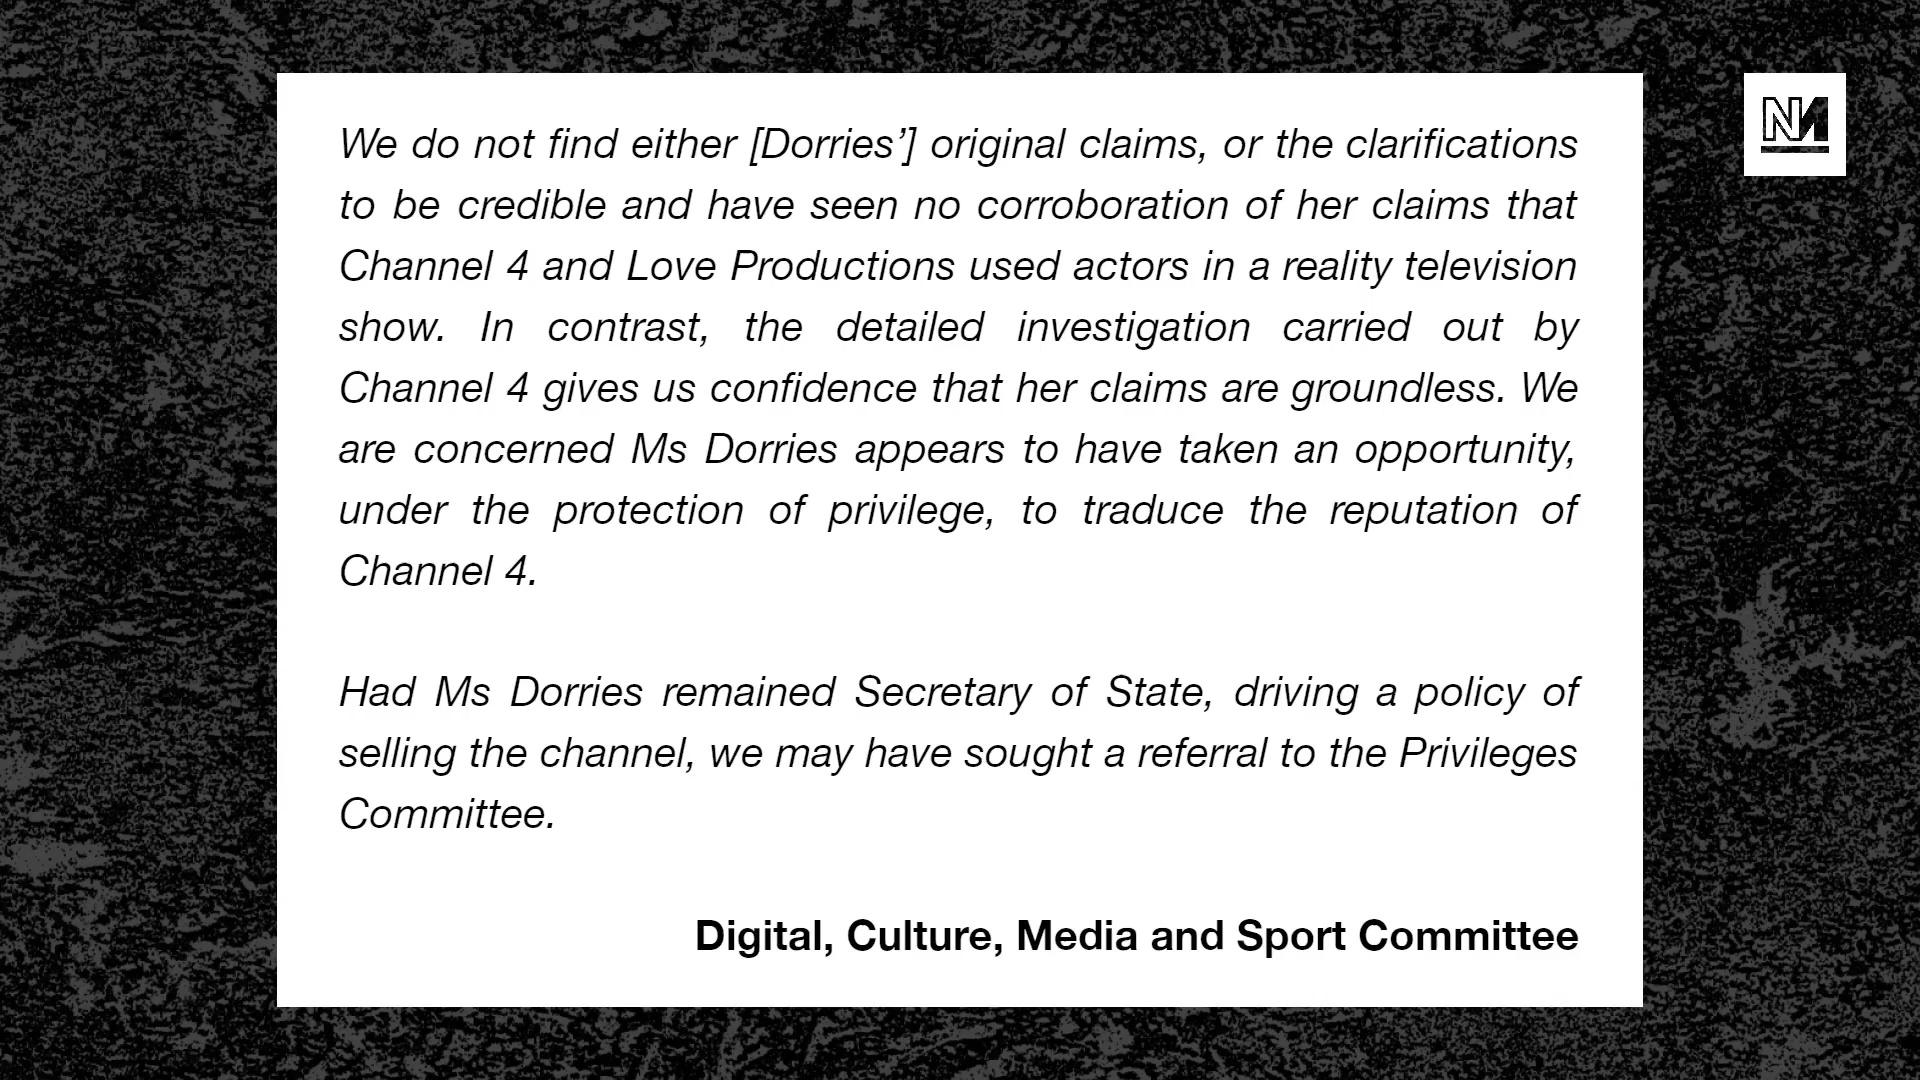 We do not find either [Dorries’] original claims, or the clarifications
to be credible and have seen no corroboration of her claims that
Channel 4 and Love Productions used actors in a reality television
show. In contrast, the detailed investigation carried out by
Channel 4 gives us confidence that her claims are groundless. We
are concerned Ms Dorries appears to have taken an opportunity,
under the protection of privilege, to traduce the reputation of
Channel 4.
Had Ms Dorries remained Secretary of State, driving a policy of
selling the channel, we may have sought a referral to the Privileges
Committee.
Digital, Culture, Media and Sport Committee
NM